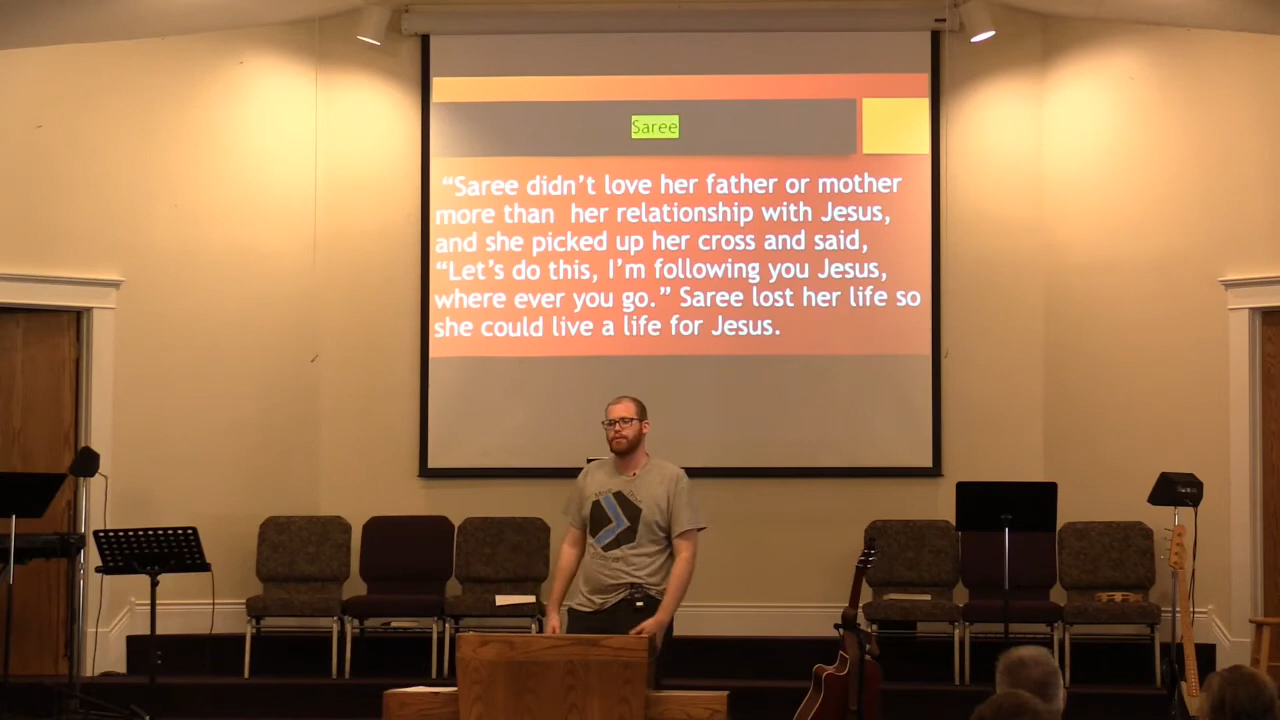 Saree
“Saree didn’t love her father or mother
more than her relationship with Jesus,
and she picked up her cross and said,
“Let’s do this, I’m following you Jesus,
where ever you go.” Saree lost her life so
she could live a life for Jesus.